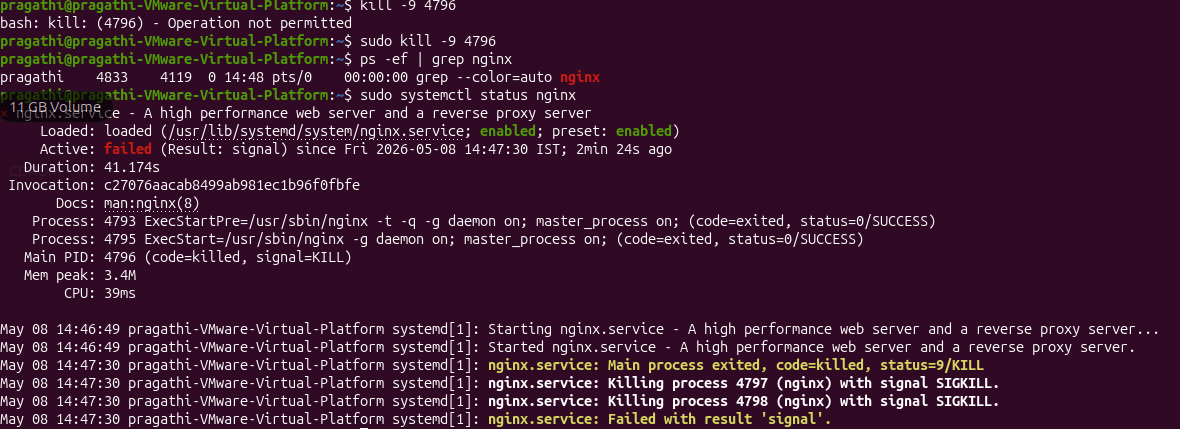 pragathi@pragathi-VMware-Virtual-Platform:~$ kill -9 4796
bash: kill: (4796) - Operation not permitted
pragathi@pragathi-VMware-Virtual-Platform:~$ sudo kill -9 4796
pragathi@pragathi-VMware-Virtual-Platform:~$ ps -ef | grep nginx
pragathi    4833    4119  0 14:48 pts/0    00:00:00 grep --color=auto nginx
pragathi@pragathi-VMware-Virtual-Platform:~$ sudo systemctl status nginx
11 GB Volume
× nginx.service - A high performance web server and a reverse proxy server
     Loaded: loaded (/usr/lib/systemd/system/nginx.service; enabled; preset: enabled)
     Active: failed (Result: signal) since Fri 2026-05-08 14:47:30 IST; 2min 24s ago
   Duration: 41.174s
 Invocation: c27076aacab8499ab981ec1b96f0fbfe
       Docs: man:nginx(8)
    Process: 4793 ExecStartPre=/usr/sbin/nginx -t -q -g daemon on; master_process on; (code=exited, status=0/SUCCESS)
    Process: 4795 ExecStart=/usr/sbin/nginx -g daemon on; master_process on; (code=exited, status=0/SUCCESS)
   Main PID: 4796 (code=killed, signal=KILL)
   Mem peak: 3.4M
        CPU: 39ms

May 08 14:46:49 pragathi-VMware-Virtual-Platform systemd[1]: Starting nginx.service - A high performance web server and a reverse proxy server...
May 08 14:46:49 pragathi-VMware-Virtual-Platform systemd[1]: Started nginx.service - A high performance web server and a reverse proxy server.
May 08 14:47:30 pragathi-VMware-Virtual-Platform systemd[1]: nginx.service: Main process exited, code=killed, status=9/KILL
May 08 14:47:30 pragathi-VMware-Virtual-Platform systemd[1]: nginx.service: Killing process 4797 (nginx) with signal SIGKILL.
May 08 14:47:30 pragathi-VMware-Virtual-Platform systemd[1]: nginx.service: Killing process 4798 (nginx) with signal SIGKILL.
May 08 14:47:30 pragathi-VMware-Virtual-Platform systemd[1]: nginx.service: Failed with result 'signal'.